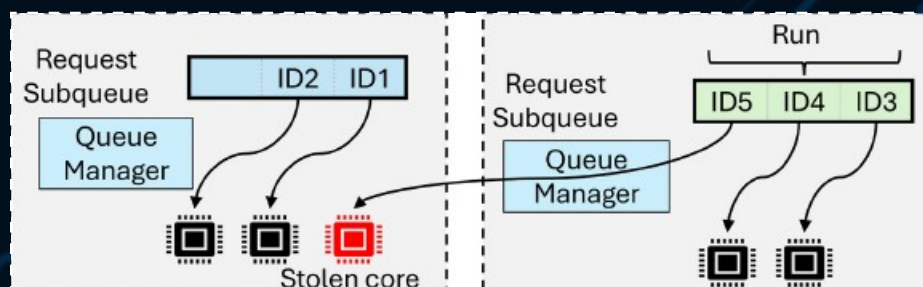 Request
Subqueue
ID2 ID1
Queue
Manager
Stolen core
Run
Request
Subqueue
ID5 ID4 ID3
Queue
Manager